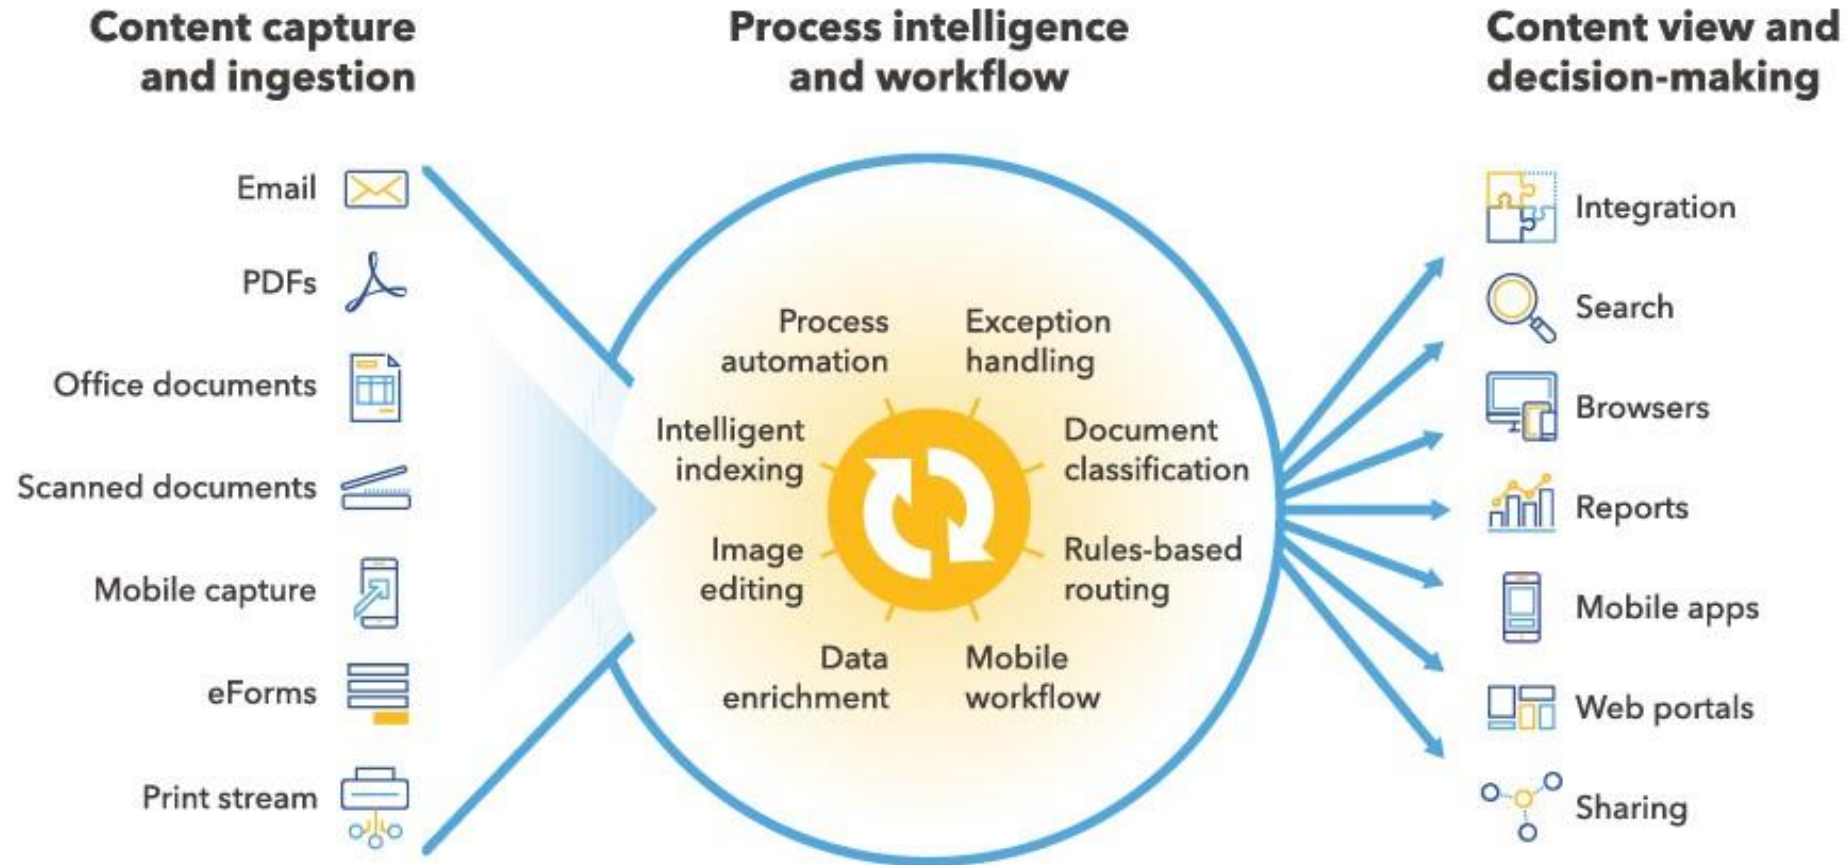 Content capture
and ingestion
Email
PDFs
Office documents
Scanned documents
Mobile capture
eForms
Print stream
Process intelligence
and workflow
Process
automation
Exception
handling
Intelligent
indexing
Document
classification
Image
editing
Rules-based
routing
Data
enrichment
Mobile
workflow
Content view and
decision-making
Integration
Search
Browsers
Reports
Mobile apps
Web portals
Sharing